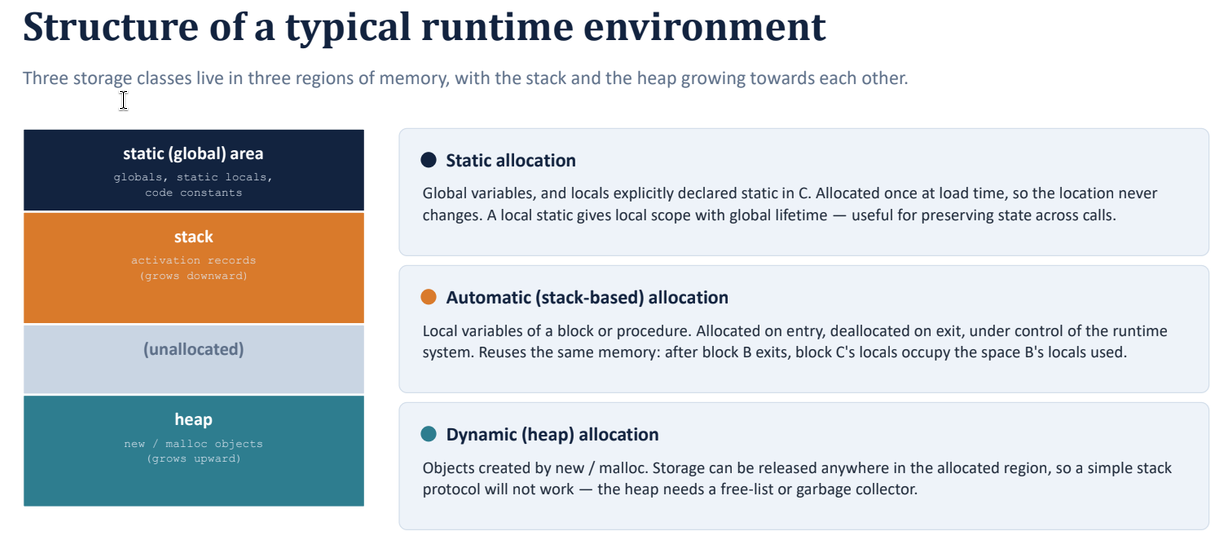 Structure of a typical runtime environment
Three storage classes live in three regions of memory, with the stack and the heap growing towards each other.
static (global) area
globals, static locals,
code constants
stack
activation records
(grows downward)
(unallocated)
heap
new / malloc objects
(grows upward)
Static allocation
Global variables, and locals explicitly declared static in C. Allocated once at load time, so the location never
changes. A local static gives local scope with global lifetime — useful for preserving state across calls.
Automatic (stack-based) allocation
Local variables of a block or procedure. Allocated on entry, deallocated on exit, under control of the runtime
system. Reuses the same memory: after block B exits, block C's locals occupy the space B's locals used.
Dynamic (heap) allocation
Objects created by new / malloc. Storage can be released anywhere in the allocated region, so a simple stack
protocol will not work — the heap needs a free-list or garbage collector.